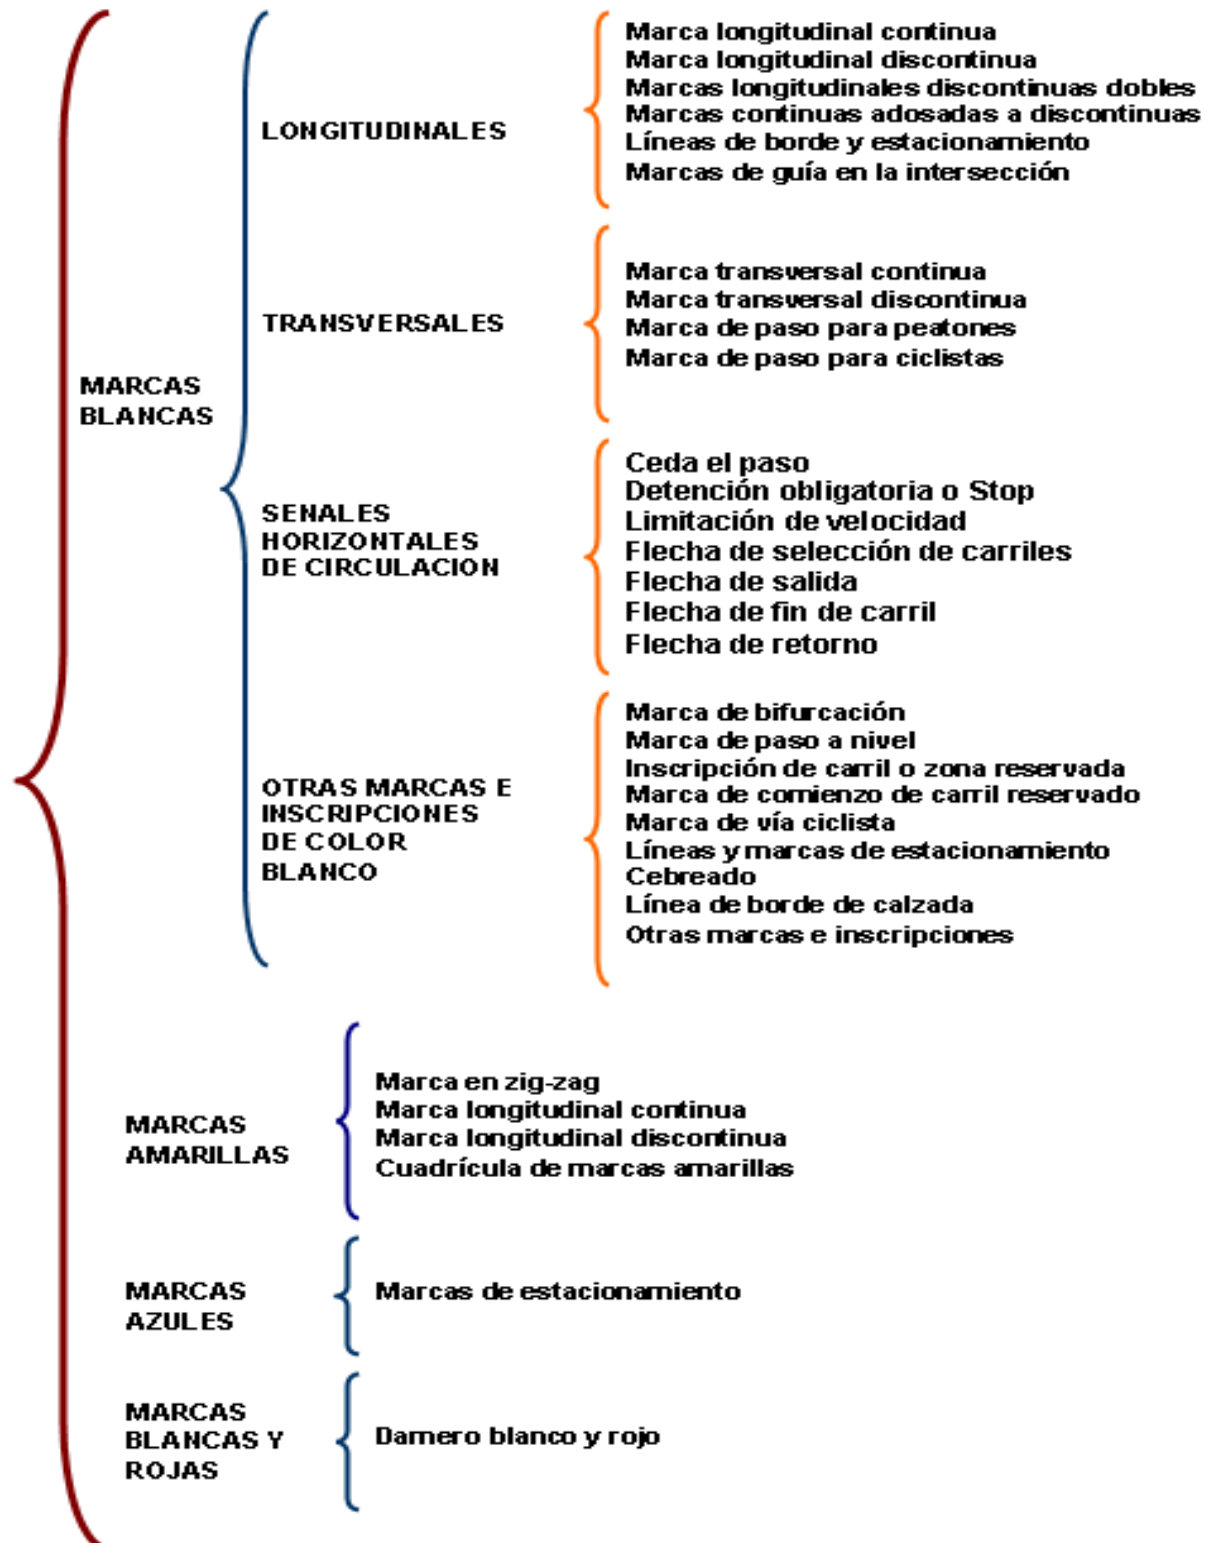 MARCAS
BLANCAS
LONGITUDINALES
Marca longitudinal continua
Marca longitudinal discontinua
Marcas longitudinales discontinuas dobles
Marcas continuas adosadas a discontinuas
Líneas de borde y estacionamiento
Marcas de guía en la intersección
TRANSVERSALES
Marca transversal continua
Marca transversal discontinua
Marca de paso para peatones
Marca de paso para ciclistas
SENALES
HORIZONTALES
DE CIRCULACION
Ceda el paso
Detención obligatoria o Stop
Limitación de velocidad
Flecha de selección de carriles
Flecha de salida
Flecha de fin de carril
Flecha de retorno
OTRAS MARCAS E
INSCRIPCIONES
DE COLOR
BLANCO
Marca de bifurcación
Marca de paso a nivel
Inscripción de carril o zona reservada
Marca de comienzo de carril reservado
Marca de vía ciclista
Líneas y marcas de estacionamiento
Cebreado
Línea de borde de calzada
Otras marcas e inscripciones
MARCAS
AMARILLAS
Marca en zig-zag
Marca longitudinal continua
Marca longitudinal discontinua
Cuadrícula de marcas amarillas
MARCAS
AZULES
Marcas de estacionamiento
MARCAS
BLANCAS Y
ROJAS
Damero blanco y rojo